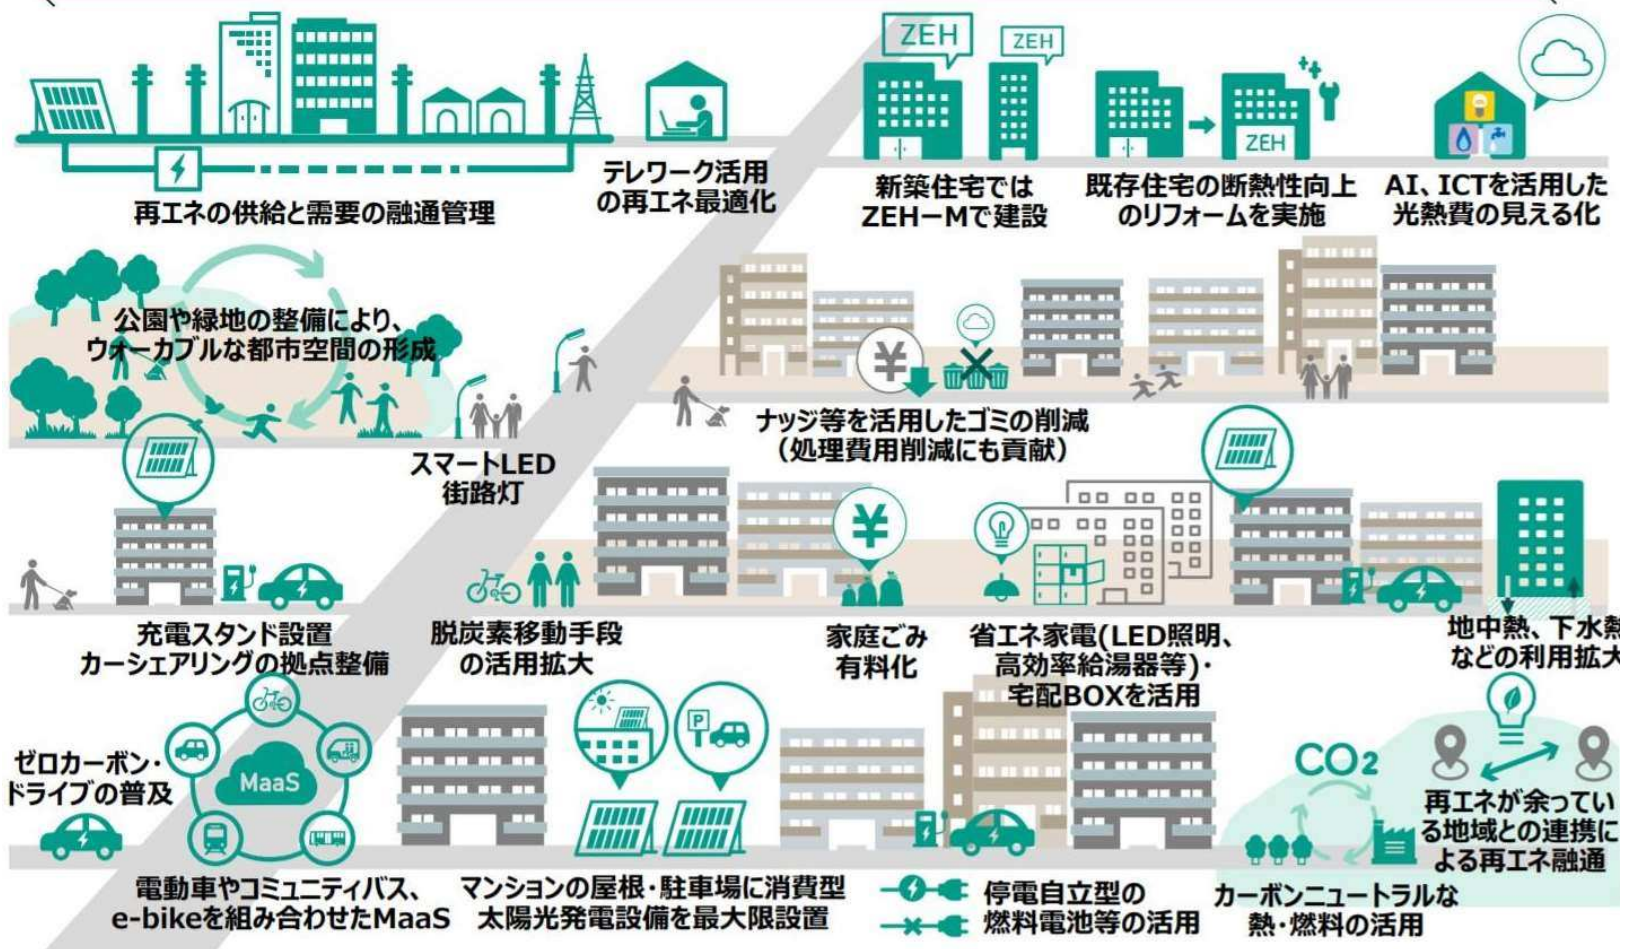 ZEH
ZEH
ZEH
再エネの供給と需要の融通管理
テレワーク活用
の再エネ最適化
新築住宅では
ZEHーMで建設
既存住宅の断熱性向上
のリフォームを実施
AI、ICTを活用した
光熱費の見える化
公園や緑地の整備により、
ウォーカブルな都市空間の形成
¥
ナッジ等を活用したゴミの削減
（処理費用削減にも貢献）
スマートLED
街路灯
¥
充電スタンド設置
カーシェアリングの拠点整備
脱炭素移動手段
の活用拡大
家庭ごみ
有料化
省エネ家電(LED照明、
高効率給湯器等)・
宅配BOXを活用
地中熱、下水熱
などの利用拡大
ゼロカーボン・
ドライブの普及
MaaS
P
CO2
再エネが余ってい
る地域との連携に
よる再エネ融通
電動車やコミュニティバス、
e-bikeを組み合わせたMaaS
マンションの屋根・駐車場に消費型
太陽光発電設備を最大限設置
停電自立型の
燃料電池等の活用
カーボンニュートラルな
熱・燃料の活用